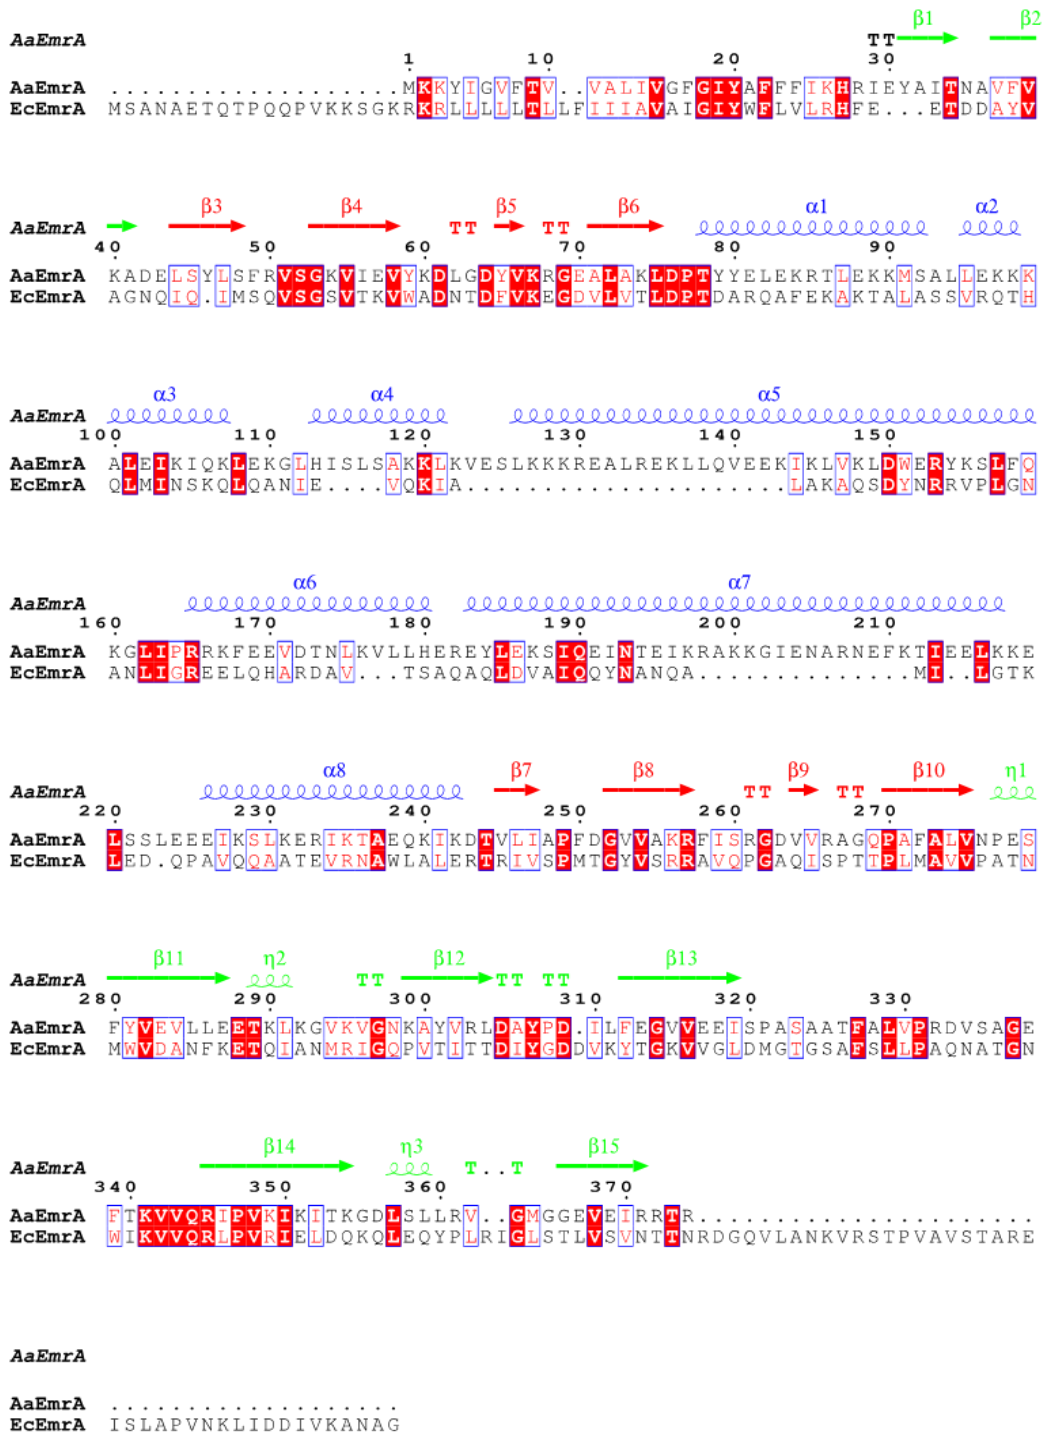 β1 β2
AaEmrA TT
1 10 20 30
AaEmrA ...................MKKYIGVFTV..VALIVGFGIYAFFFIKHRIEYAITNAVFV
EcEmrA MSANAETQTPQQPVKKSGKRKRLLLLLTLLFIIIAVAIGIYWFLVLRHFE...ETDDAYV
β3 β4 β5 β6 α1 α2
AaEmrA TT TT
40 50 60 70 80 90
AaEmrA KADELSYLSFRVSGKVIEVYKDLGDYVKRGEALAKLDPTYYELEKRTLEKKMSALLEKKK
EcEmrA AGNQIQ.IMSQVSGSVTKVWADNTDFVKEGDVLVTLDPTDARQAFEKAKTALASSVRQTH
α3 α4 α5
AaEmrA
100 110 120 130 140 150
AaEmrA ALEIKIQKLEKGLHISLSAKKLKVESLKKKREALREKLLQVEEKIKLVKLDWERYKSLFQ
EcEmrA QLMINSKQLQANIE....VQKIA.....................LAKAQSDYNRRVPLGN
α6 α7
AaEmrA
160 170 180 190 200 210
AaEmrA KGLIPRRKFEEVDTNLKVLLHEREYLEKSIQEINTEIKRAKKGIENARNEFKTIEELKKE
EcEmrA ANLIGREELQHARDAV...TSAQAQLDVAIQQYNANQA..............MI..LGTK
α8 β7 β8 β9 β10 η1
AaEmrA TT TT
220 230 240 250 260 270
AaEmrA LSSLEEEIKSLKERIKTAEQKIKDTVLIAPFDGVVAKRFISRGDVVRAGQPAFALVNPES
EcEmrA LED.QPAVQQAATEVRNAWLALERTRIVSPMTGYVSRRAVQPGAQISPTTPLMAVVPATN
β11 η2 β12 β13
AaEmrA TT TT TT
280 290 300 310 320 330
AaEmrA FYVEVLLEETKLKGVKVGNKAYVRLDAYPD.ILFEGVVEEISPASAATFALVPRDVSAGE
EcEmrA MWVDANFKETQIANMRIGQPVTITTDIYGDDVKYTGKVVGLDMGTGSAFSLLPAQNATGN
β14 η3 β15
AaEmrA T..T
340 350 360 370
AaEmrA FTKVVQRIPVKIKITKGDLSLLRV..GMGGEVEIRRTR......................
EcEmrA WIKVVQRLPVRIELDQKQLEQYPLRIGLSTLVSVNTTNRDGQVLANKVRSTPVAVSTARE
AaEmrA
AaEmrA ...................
EcEmrA ISLAPVNKLIDDIVKANAG